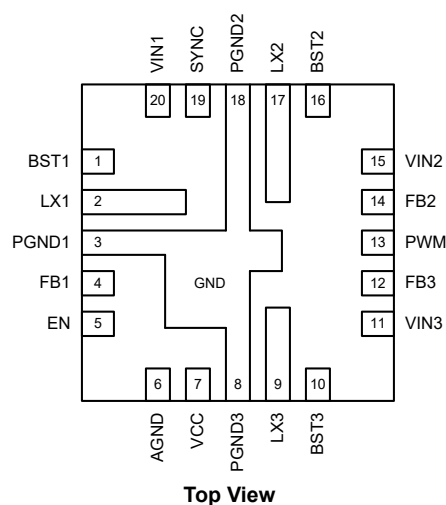 VIN1
SYNC
PGND2
LX2
BST2
20
19
18
17
16
BST1
1
LX1
2
PGND1
3
FB1
4
EN
5
GND
15
VIN2
14
FB2
13
PWM
12
FB3
11
VIN3
6
7
8
9
10
AGND
VCC
PGND3
LX3
BST3
Top View